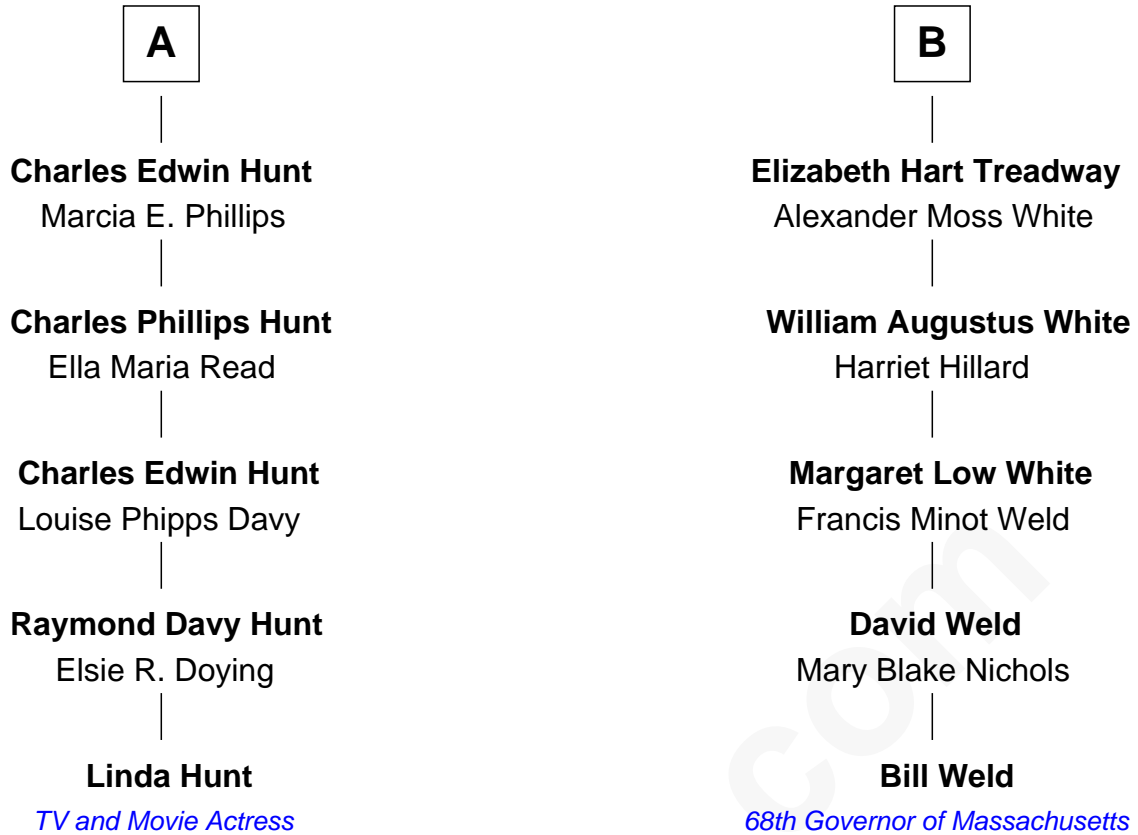 A
Charles Edwin Hunt
Marcia E. Phillips
Charles Phillips Hunt
Ella Maria Read
Charles Edwin Hunt
Louise Phipps Davy
Raymond Davy Hunt
Elsie R. Doying
Linda Hunt
TV and Movie Actress
B
Elizabeth Hart Treadway
Alexander Moss White
William Augustus White
Harriet Hillard
Margaret Low White
Francis Minot Weld
David Weld
Mary Blake Nichols
Bill Weld
68th Governor of Massachusetts
com